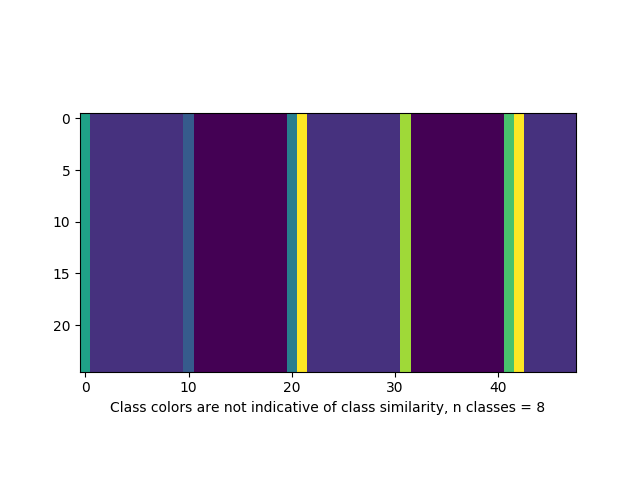 0
5
10
15
20
0 10 20 30 40
Class colors are not indicative of class similarity, n classes = 8